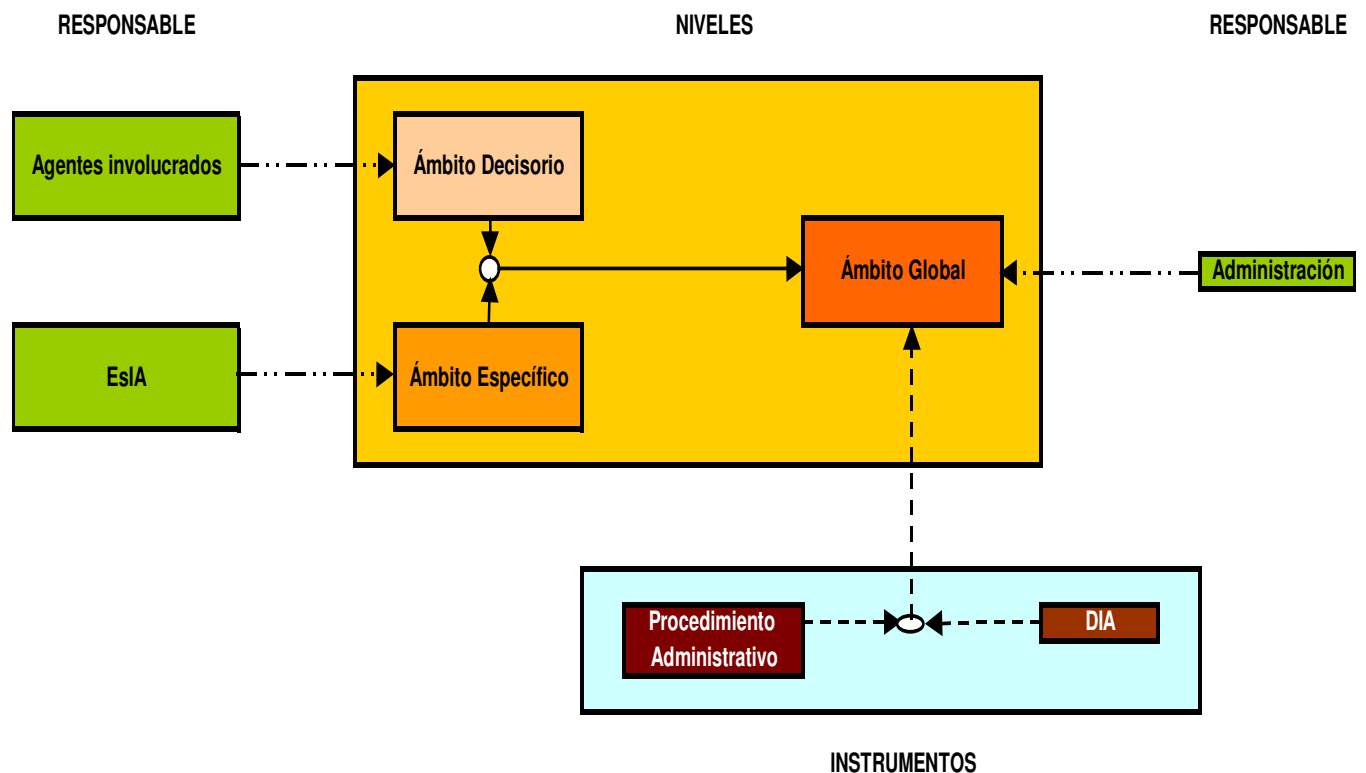 RESPONSABLE
NIVELES
RESPONSABLE
Agentes involucrados
Ámbito Decisorio
Ámbito Global
Administración
EsIA
Ámbito Específico
Procedimiento
Administrativo
DIA
INSTRUMENTOS